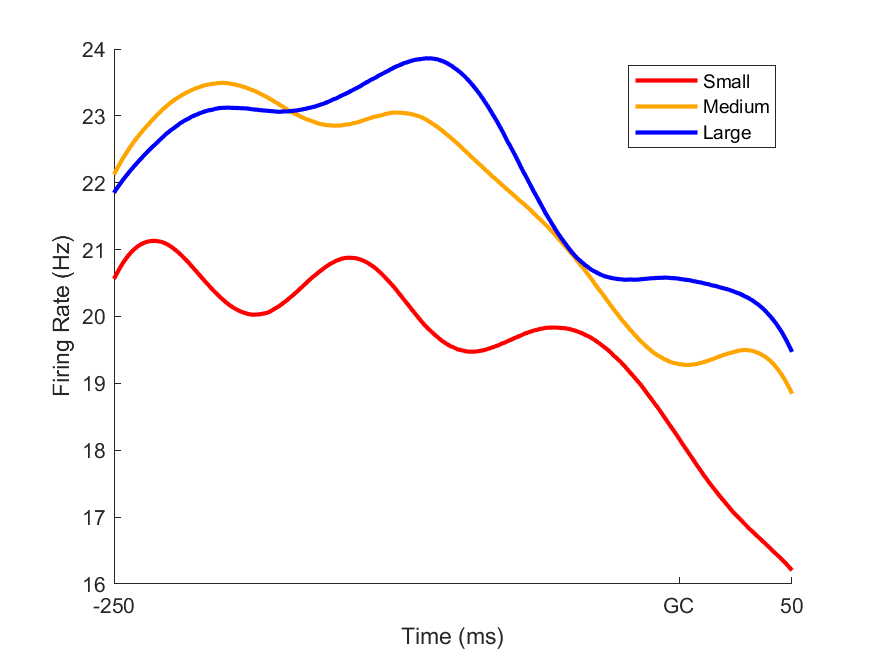 24
23
22
21
20
19
18
17
16
Firing Rate (Hz)
Small
Medium
Large
-250
GC
50
Time (ms)